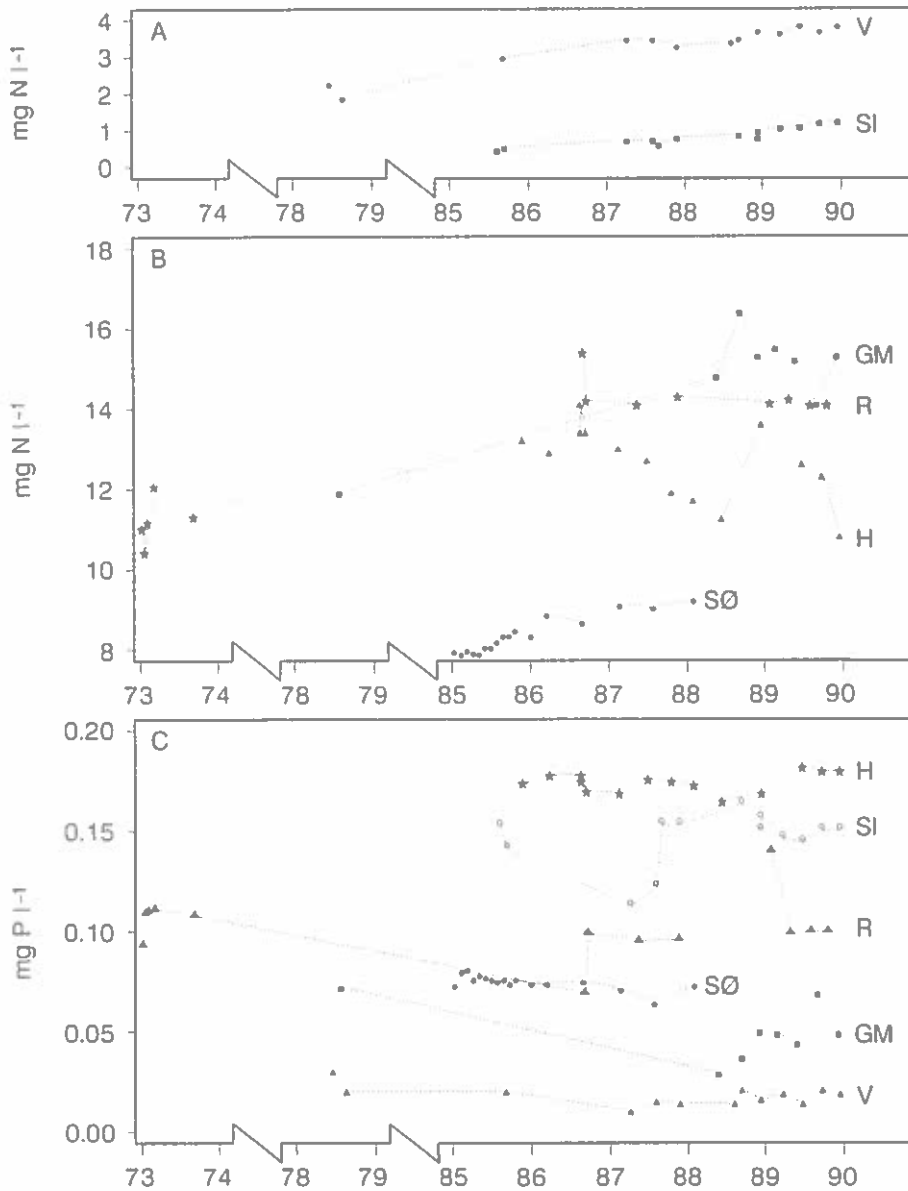 A
V
SI
mg N l-1
4
3
2
1
0
73 74 78 79 85 86 87 88 89 90
B
GM
R
H
SØ
mg N l-1
18
16
14
12
10
8
73 74 78 79 85 86 87 88 89 90
C
H
SI
R
SØ
GM
V
mg P l-1
0.20
0.15
0.10
0.05
0.00
73 74 78 79 85 86 87 88 89 90